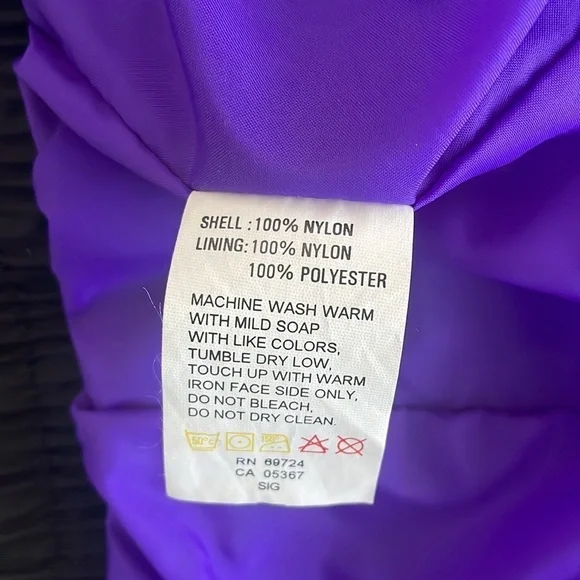 SHELL : 100% NYLON
LINING: 100% NYLON
100% POLYESTER
MACHINE WASH WARM
WITH MILD SOAP
WITH LIKE COLORS,
TUMBLE DRY LOW,
TOUCH UP WITH WARM
IRON FACE SIDE ONLY,
DO NOT BLEACH,
DO NOT DRY CLEAN.
RN 69724
CA 05367
SIG